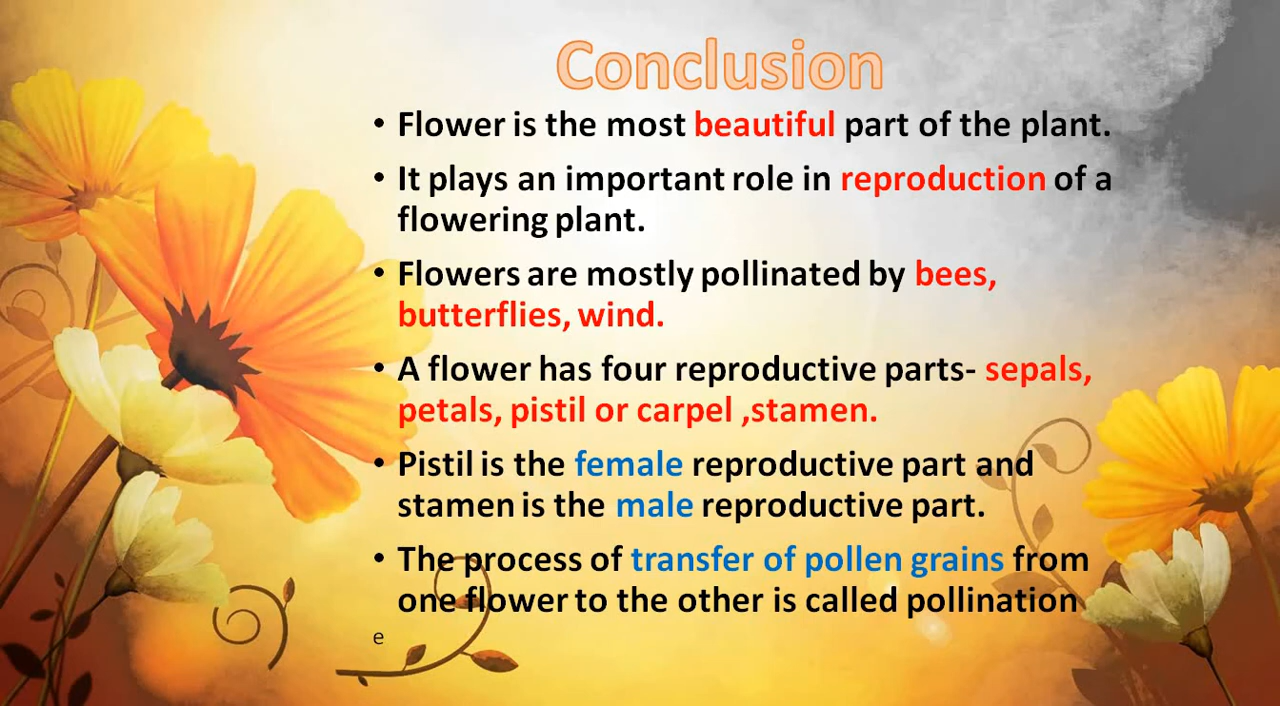 Conclusion
• Flower is the most beautiful part of the plant.
• It plays an important role in reproduction of a
flowering plant.
• Flowers are mostly pollinated by bees,
butterflies, wind.
• A flower has four reproductive parts- sepals,
petals, pistil or carpel ,stamen.
• Pistil is the female reproductive part and
stamen is the male reproductive part.
• The process of transfer of pollen grains from
one flower to the other is called pollination
e